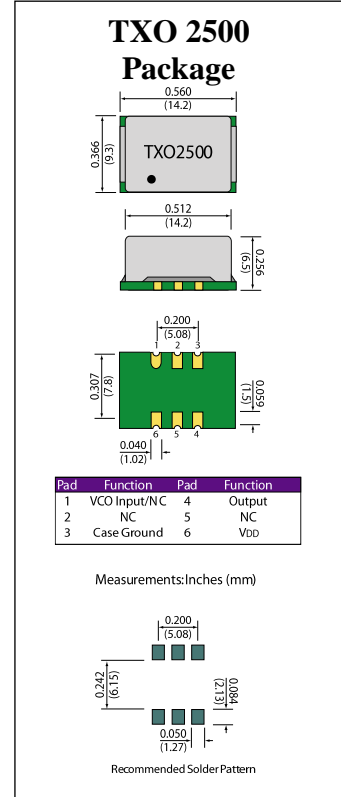 TXO 2500
Package
0.560
(14.2)
0.366
(9.3)
TXO2500
0.512
(14.2)
0.256
(6.5)
0.200
(5.08)
1 2 3
0.307
(7.8)
0.059
(1.5)
6 5 4
0.040
(1.02)
Pad Function Pad Function
1 VCO Input/NC 4 Output
2 NC 5 NC
3 Case Ground 6 VDD
Measurements:Inches (mm)
0.200
(5.08)
0.242
(6.15)
0.084
(2.13)
0.050
(1.27)
Recommended Solder Pattern